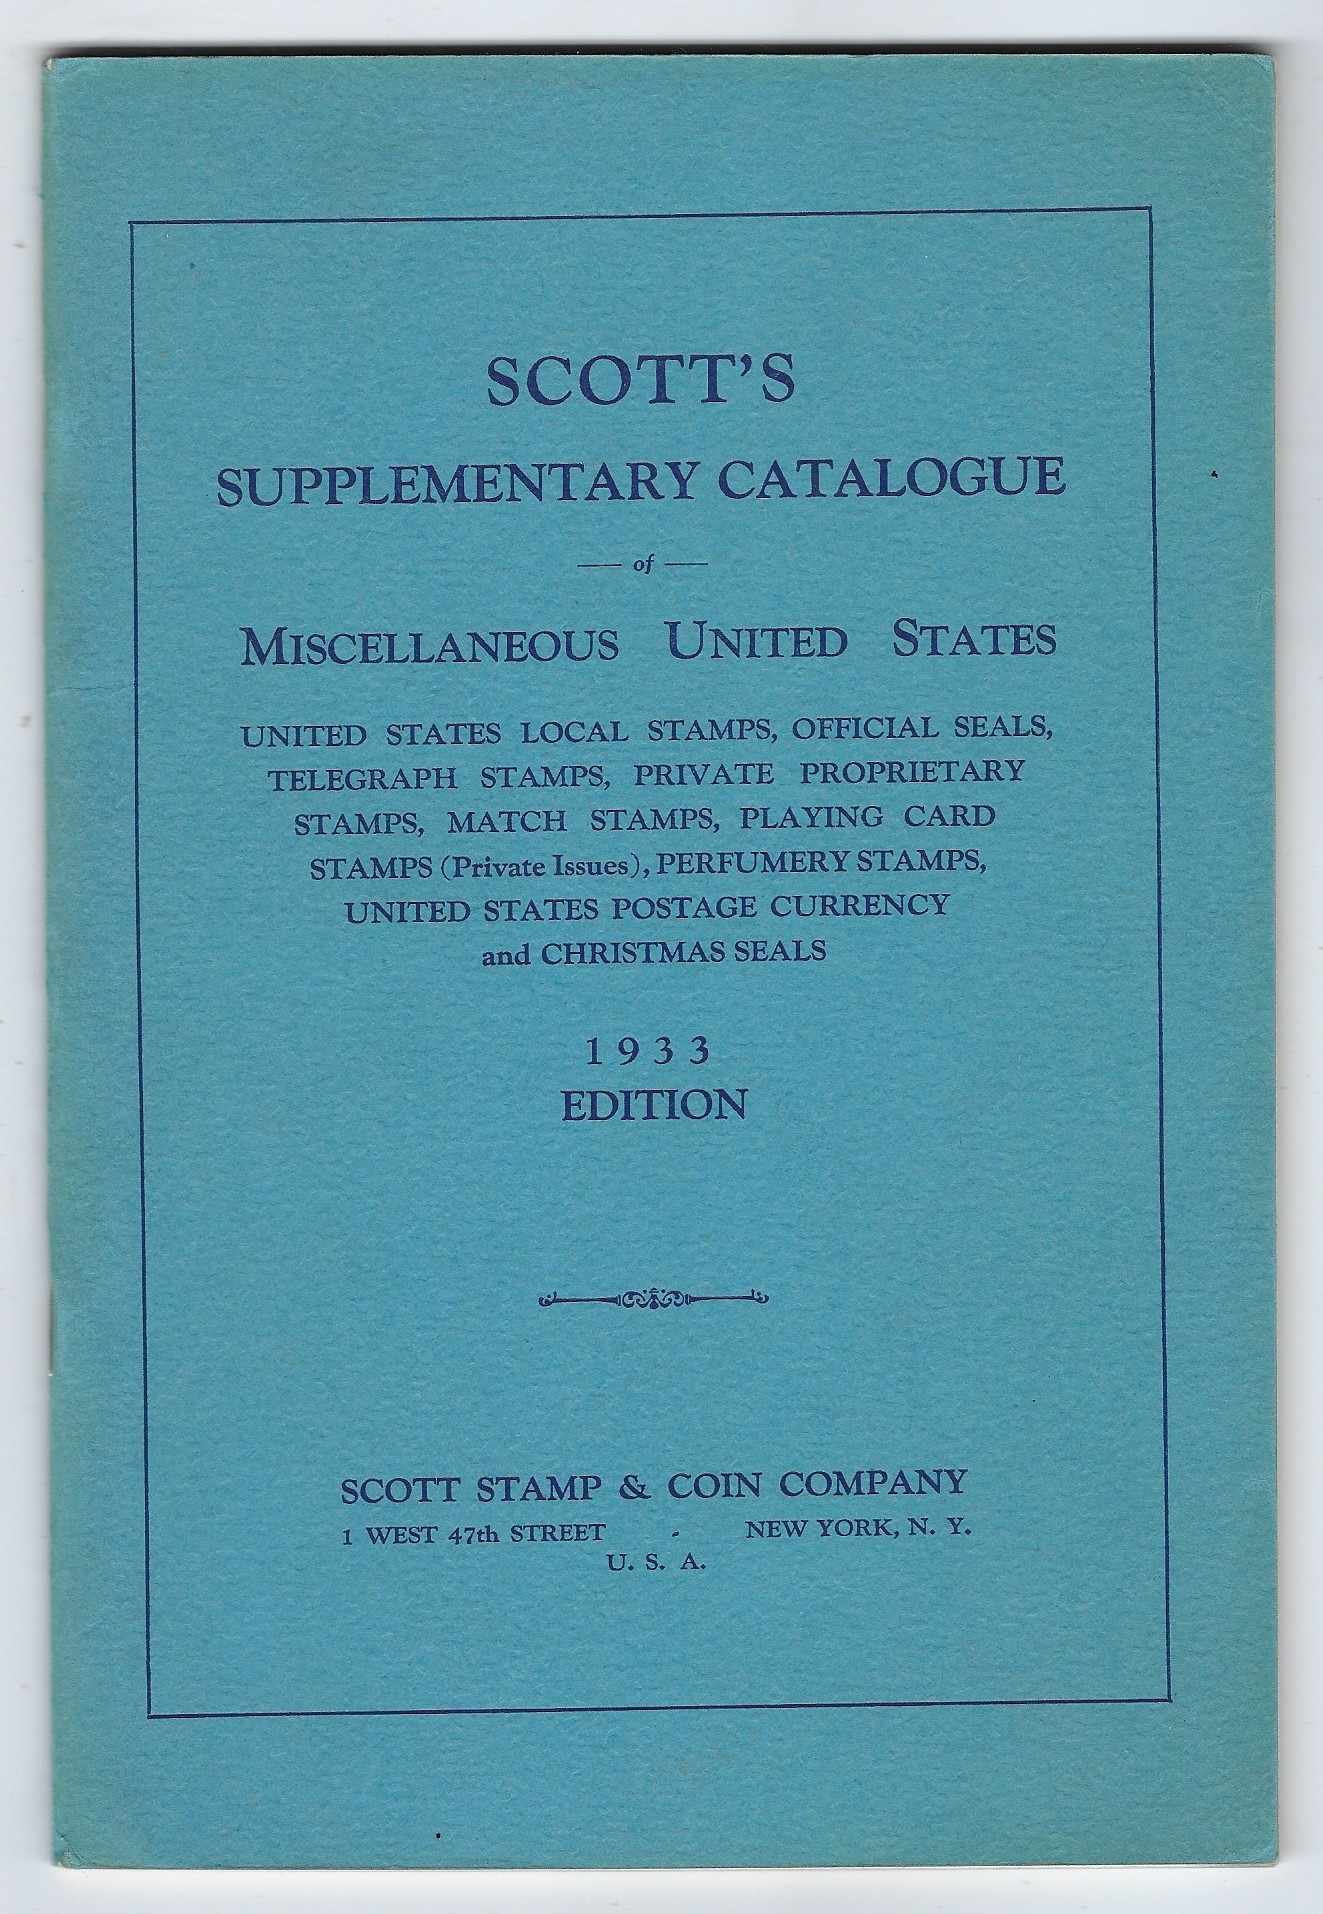 SCOTT'S
SUPPLEMENTARY CATALOGUE
— of —
MISCELLANEOUS UNITED STATES
UNITED STATES LOCAL STAMPS, OFFICIAL SEALS,
TELEGRAPH STAMPS, PRIVATE PROPRIETARY
STAMPS, MATCH STAMPS, PLAYING CARD
STAMPS (Private Issues), PERFUMERY STAMPS,
UNITED STATES POSTAGE CURRENCY
and CHRISTMAS SEALS
1933
EDITION
SCOTT STAMP & COIN COMPANY
1 WEST 47th STREET - NEW YORK, N. Y.
U. S. A.